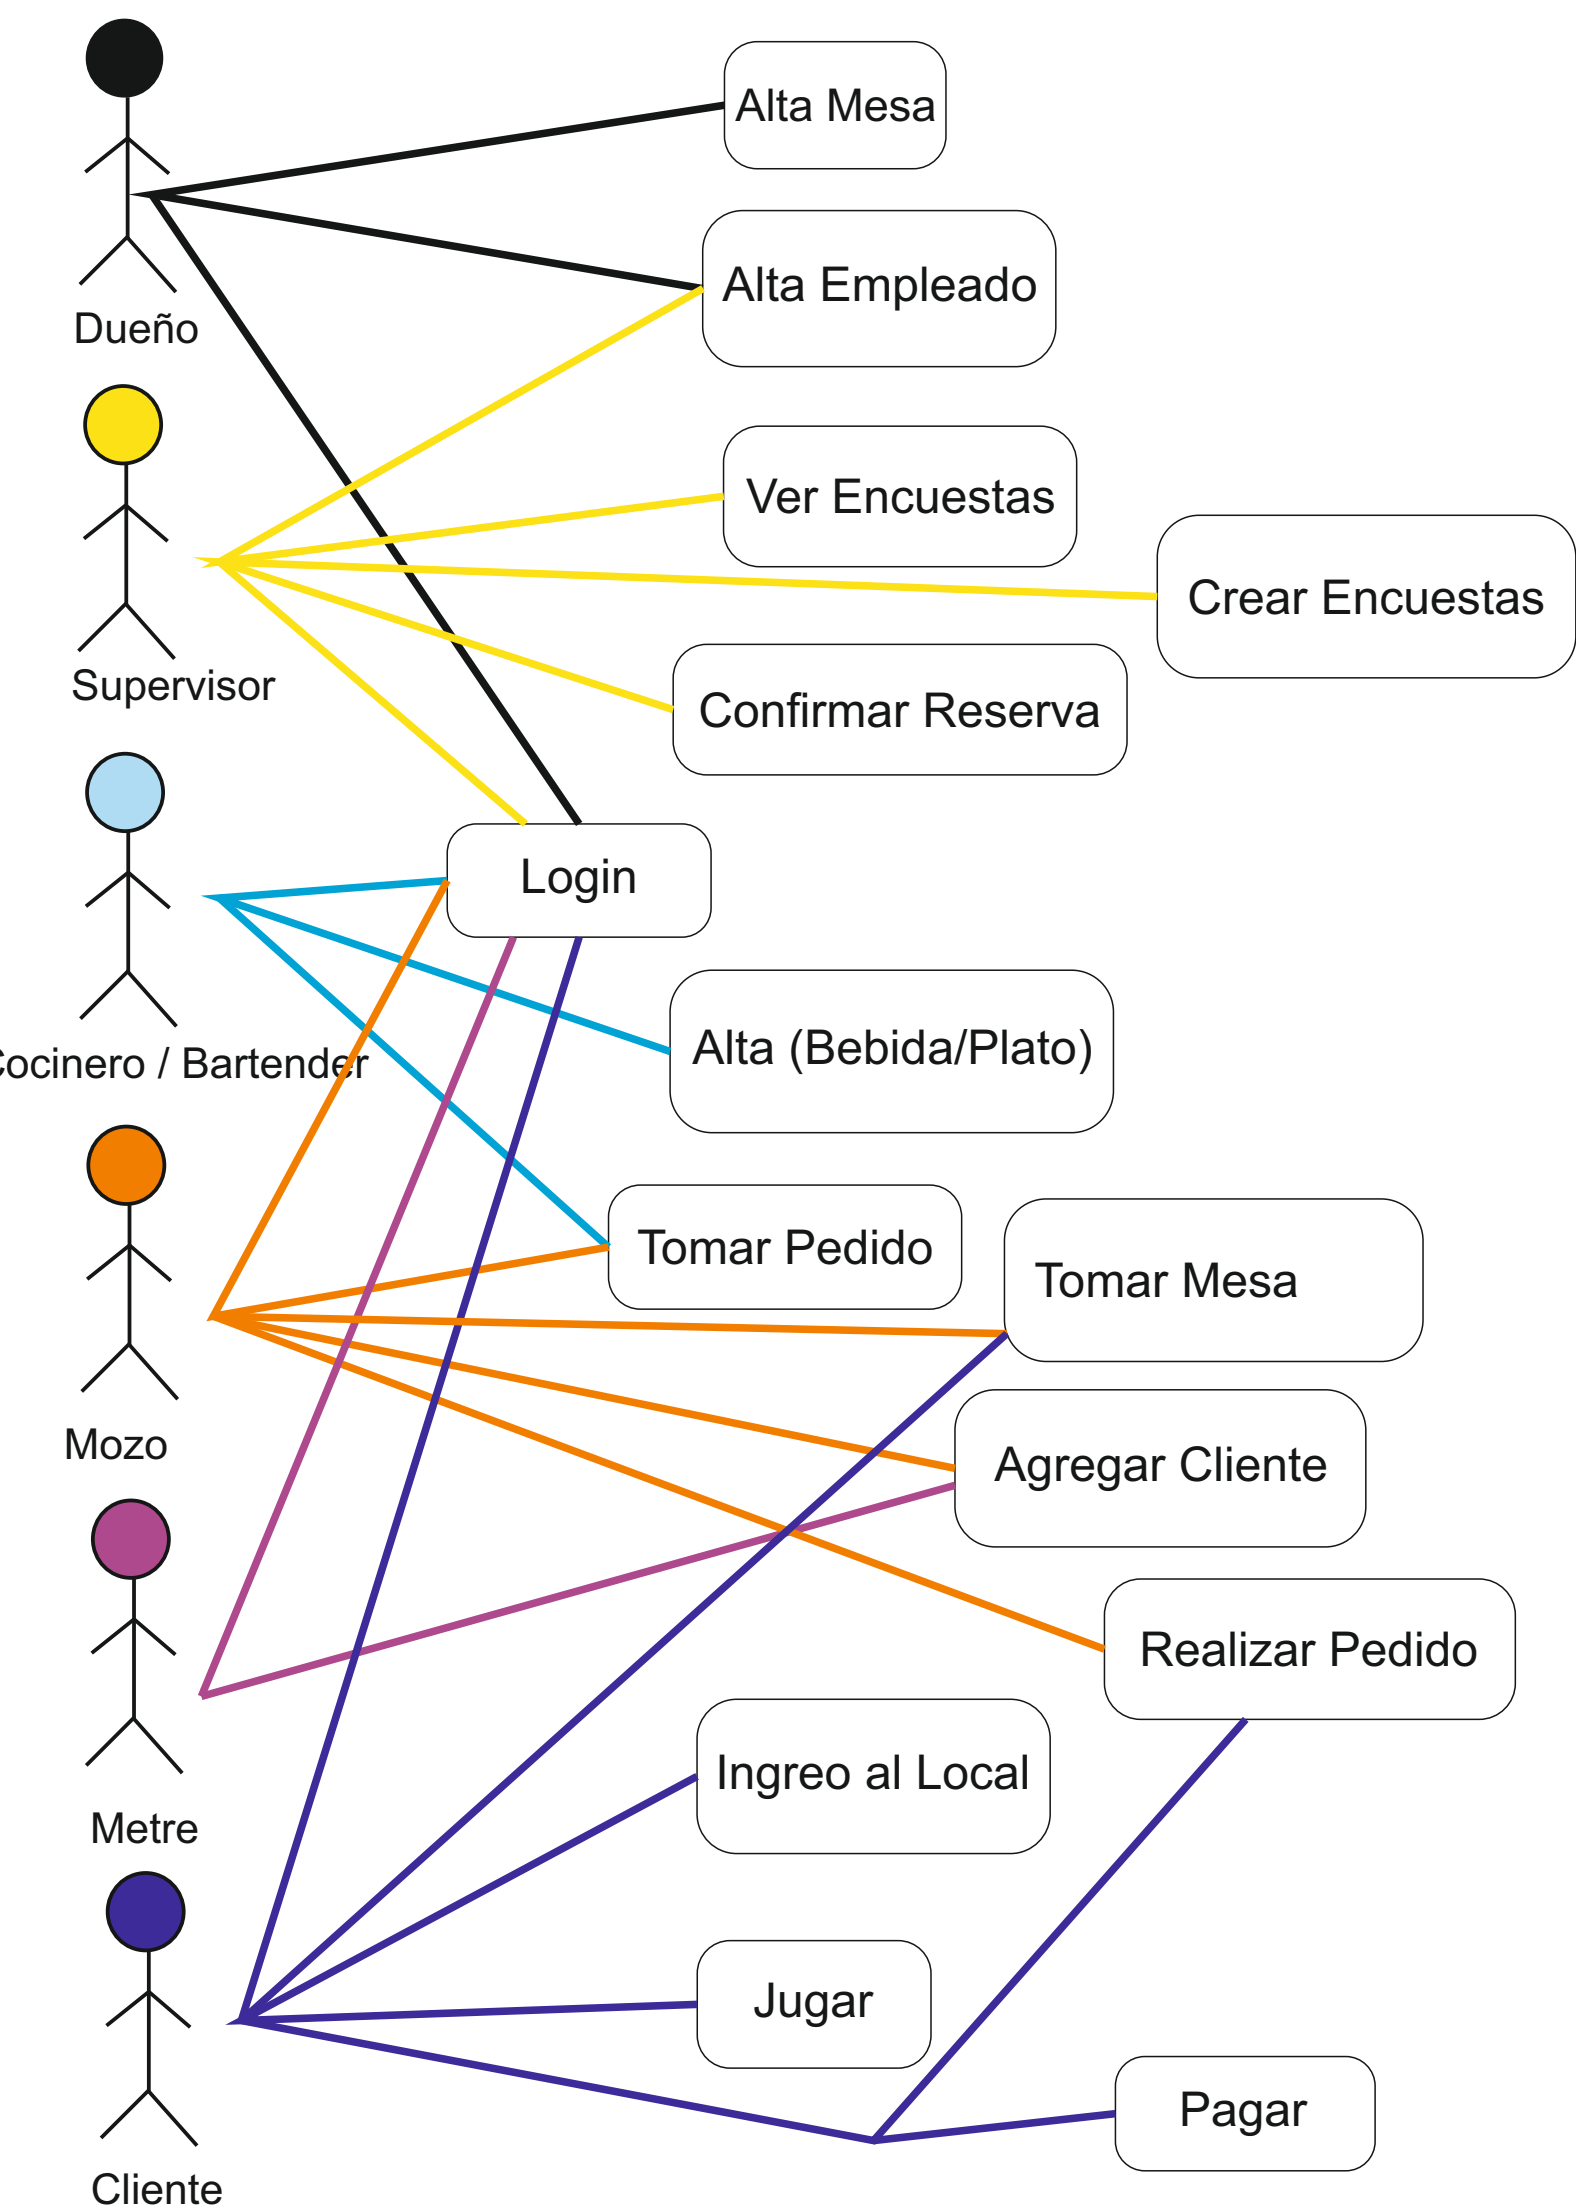 Alta Mesa
Alta Empleado
Dueño
Ver Encuestas
Crear Encuestas
Supervisor
Confirmar Reserva
Login
Alta (Bebida/Plato)
Cocinero / Bartender
Tomar Pedido
Tomar Mesa
Mozo
Agregar Cliente
Realizar Pedido
Ingreo al Local
Metre
Jugar
Pagar
Cliente